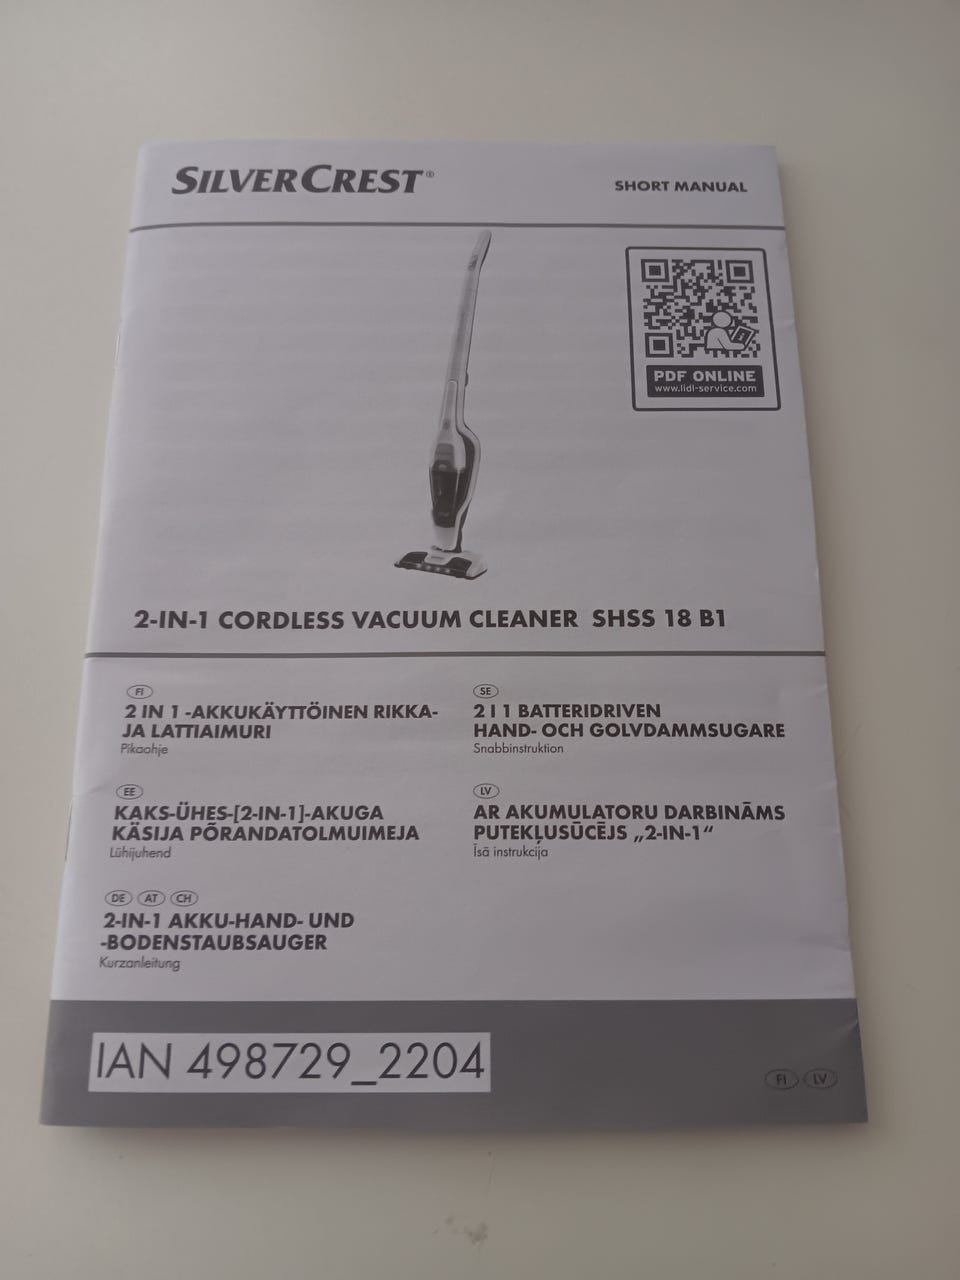 SILVERCREST®
SHORT MANUAL
PDF ONLINE
www.lidl-service.com
2-IN-1 CORDLESS VACUUM CLEANER SHSS 18 B1
FI
2 IN 1 -AKKUKÄYTTÖINEN RIKKA-
JA LATTIAIMURI
Pikaohje
SE
2 I 1 BATTERIDRIVEN
HAND- OCH GOLVDAMMSUGARE
Snabbinstruktion
EE
KAKS-ÜHES-[2-IN-1]-AKUGA
KÄSIJA PÕRANDATOLMUIMEJA
Lühijuhend
LV
AR AKUMULATORU DARBINĀMS
PUTEKĻUSŪCĒJS „2-IN-1“
Īsā instrukcija
DE AT CH
2-IN-1 AKKU-HAND- UND
-BODENSTAUBSAUGER
Kurzanleitung
IAN 498729_2204
FI LV